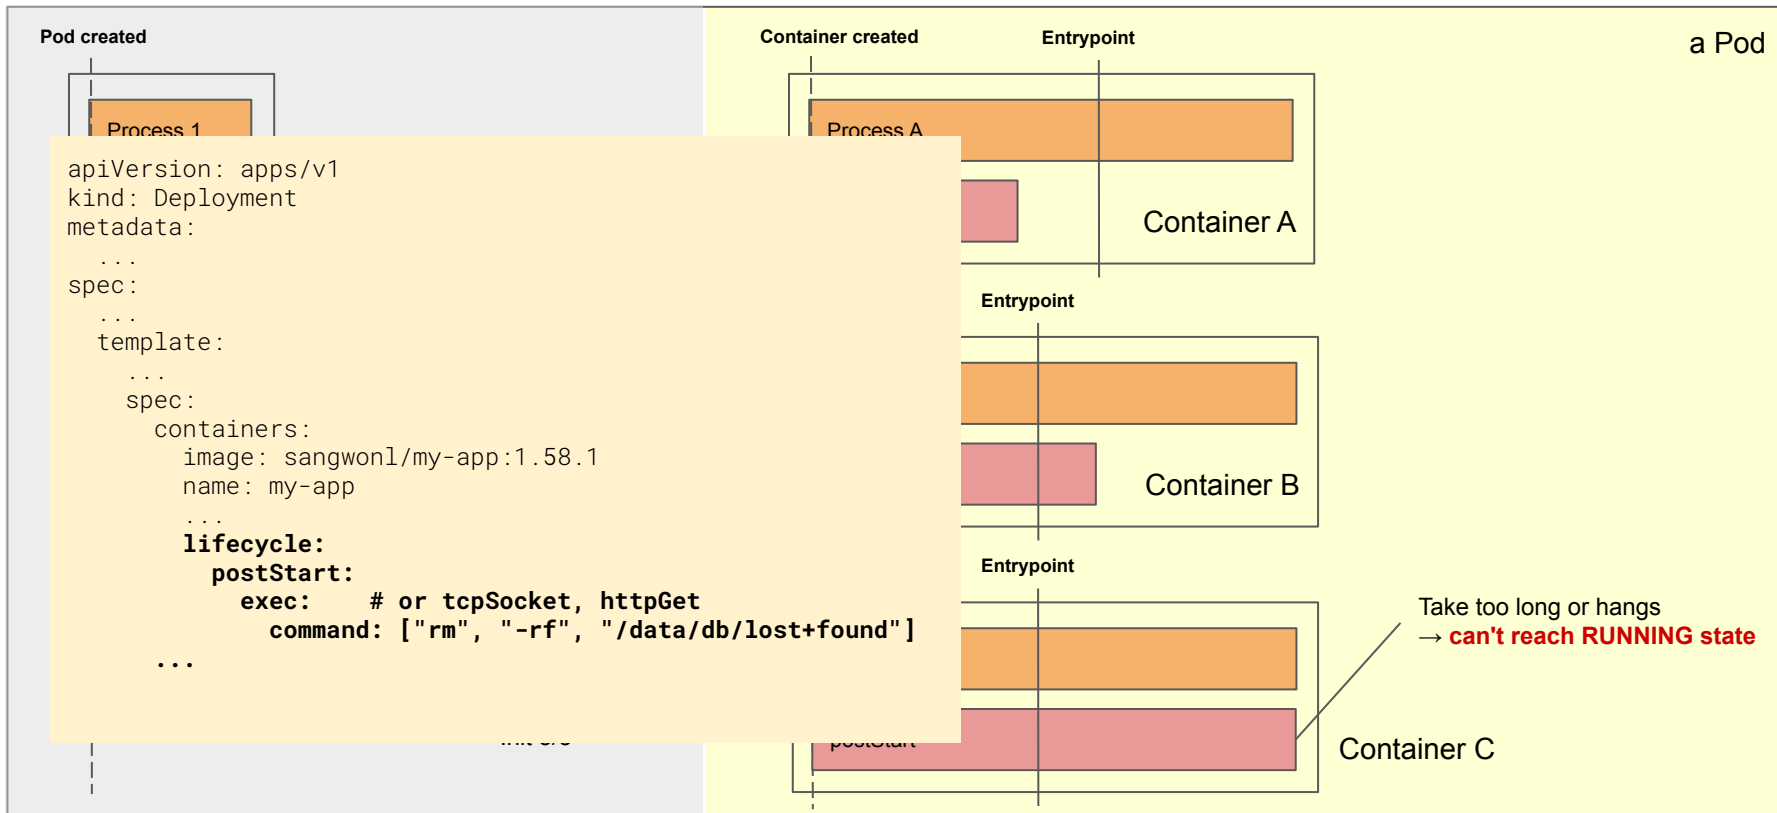 Pod created
Container created
Entrypoint
a Pod
Process 1
Process A
Container A
apiVersion: apps/v1
kind: Deployment
metadata:
...
spec:
...
template:
...
spec:
containers:
image: sangwonl/my-app:1.58.1
name: my-app
...
lifecycle:
postStart:
exec:    # or tcpSocket, httpGet
command: ["rm", "-rf", "/data/db/lost+found"]
...
Entrypoint
Container B
Entrypoint
Take too long or hangs
→ can't reach RUNNING state
postStart
Container C